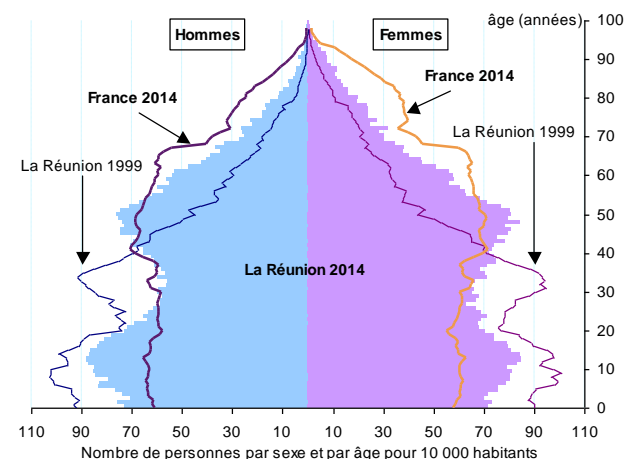 âge (années)
100
Hommes
Femmes
90
France 2014
France 2014
80
70
La Réunion 1999
La Réunion 1999
60
50
40
La Réunion 2014
30
20
10
0
110 90 70 50 30 10 10 30 50 70 90 110
Nombre de personnes par sexe et par âge pour 10 000 habitants